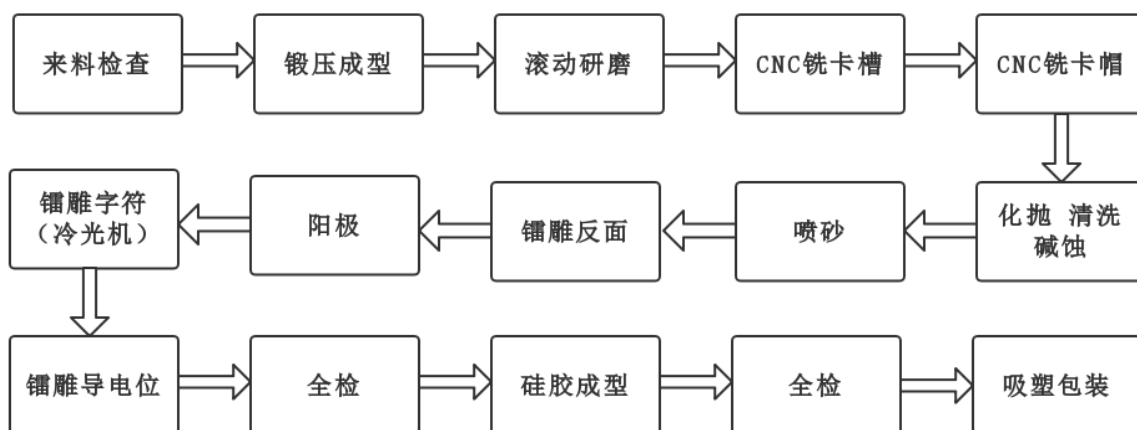 来料检查
锻压成型
滚动研磨
CNC铣卡槽
CNC铣卡帽
化抛 清洗
碱蚀
喷砂
镭雕反面
阳极
镭雕字符
（冷光机）
镭雕导电位
全检
硅胶成型
全检
吸塑包装